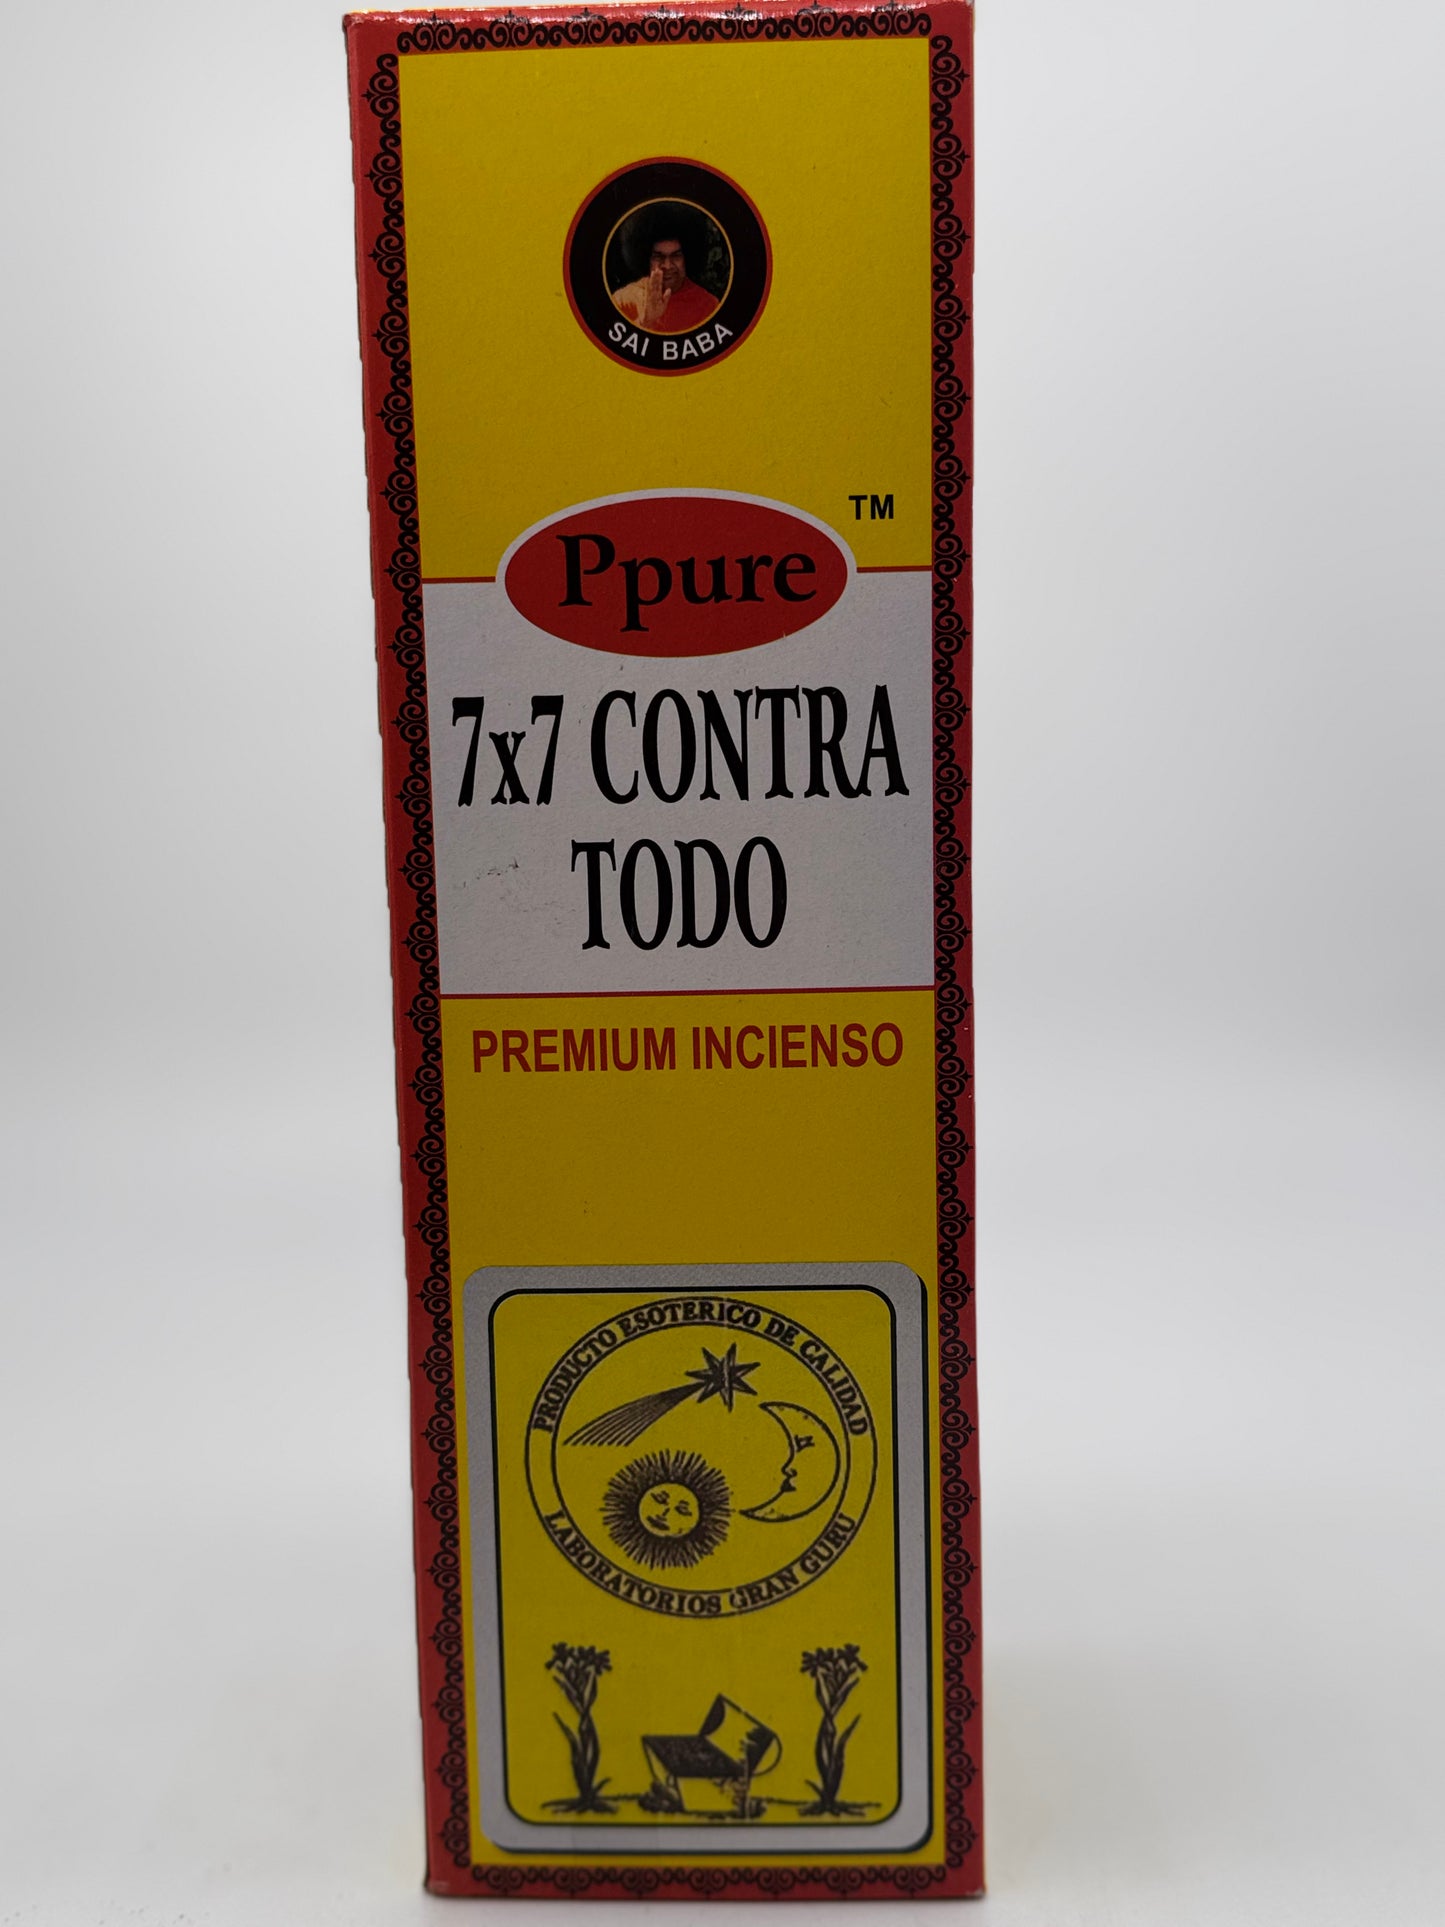 SAI BABA
TM
Ppure
7x7 CONTRA
TODO
PREMIUM INCIENSO
PRODUCTO ESOTERICO DE CALIDAD
LABORATORIOS GRAN GURU